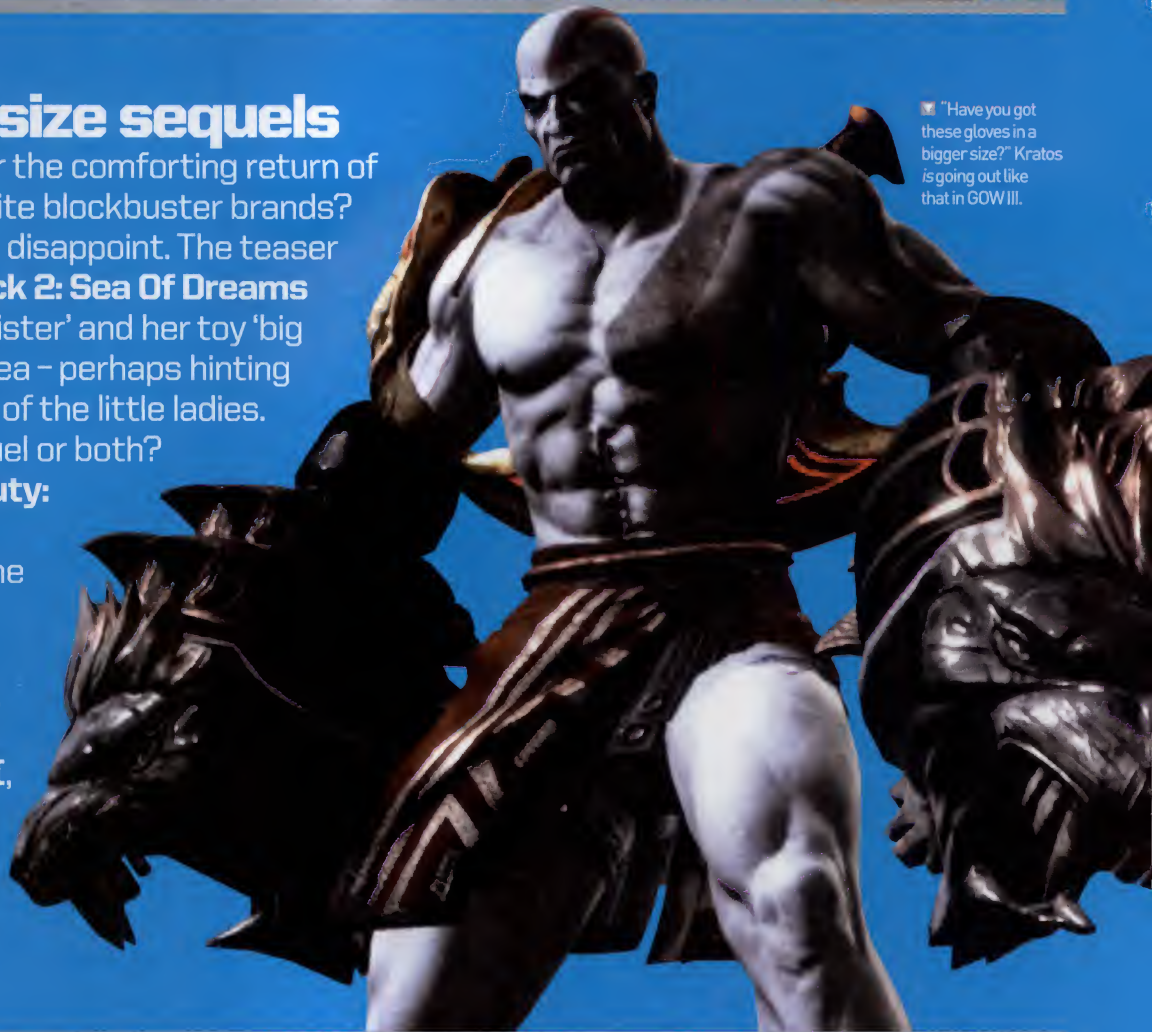 size sequels
r the comforting return of
ite blockbuster brands?
disappoint. The teaser
ck 2: Sea Of Dreams
ister’ and her toy ‘big
ea – perhaps hinting
of the little ladies.
uel or both?
uty:
ne
“Have you got
these gloves in a
bigger size?” Kratos
is going out like
that in GOW III.